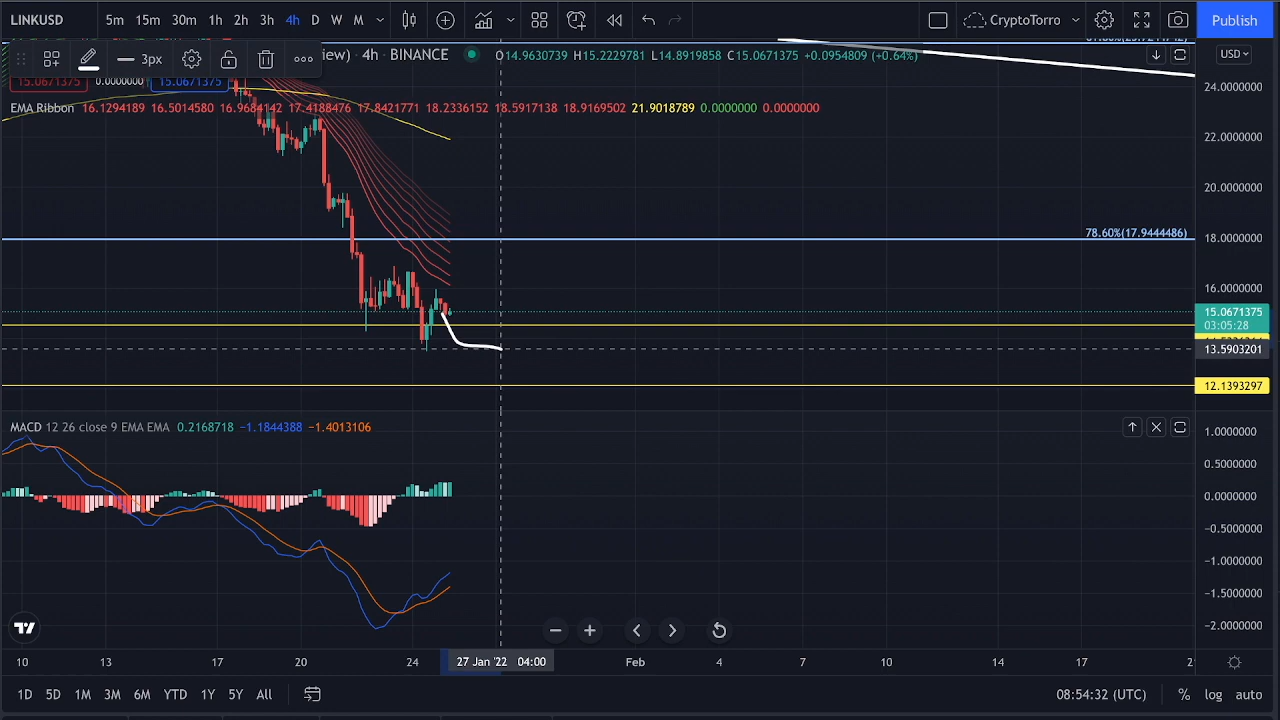 LINKUSD 5m 15m 30m 1h 2h 3h 4h D W M CryptoTorro Publish
iew) · 4h · BINANCE O14.9630739 H15.2229781 L14.8919858 C15.0671375 +0.0954809 (+0.64%) USD
3px
15.0671375 0.0000000 15.0671375
EMA Ribbon 16.1294189 16.5014580 16.9684142 17.4188476 17.8421771 18.2336152 18.5917138 18.9169502 21.9018789 0.0000000 0.0000000
24.0000000
22.0000000
20.0000000
78.60%(17.9444486)
18.0000000
16.0000000
15.0671375
03:05:28
13.5903201
12.1393297
MACD 12 26 close 9 EMA EMA 0.2168718 −1.1844388 −1.4013106
1.0000000
0.5000000
0.0000000
−0.5000000
−1.0000000
−1.5000000
−2.0000000
10 13 17 20 24 27 Jan '22 04:00 Feb 4 7 10 14 17
1D 5D 1M 3M 6M YTD 1Y 5Y All 08:54:32 (UTC) % log auto